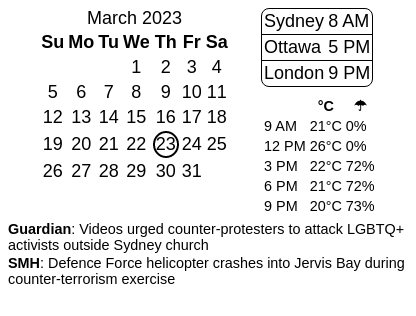 March 2023
Su Mo Tu We Th Fr Sa
1 2 3 4
5 6 7 8 9 10 11
12 13 14 15 16 17 18
19 20 21 22 23 24 25
26 27 28 29 30 31
Sydney 8 AM
Ottawa 5 PM
London 9 PM
°C ☂
9 AM 21°C 0%
12 PM 26°C 0%
3 PM 22°C 72%
6 PM 21°C 72%
9 PM 20°C 73%
Guardian: Videos urged counter-protesters to attack LGBTQ+
activists outside Sydney church
SMH: Defence Force helicopter crashes into Jervis Bay during
counter-terrorism exercise